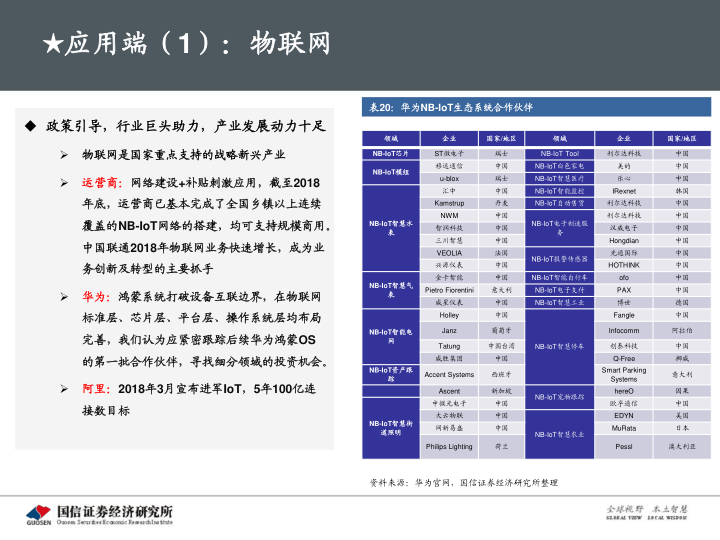 ★应用端（1）：物联网
◆ 政策引导，行业巨头助力，产业发展动力十足
➢ 物联网是国家重点支持的战略新兴产业
➢ 运营商：网络建设+补贴刺激应用，截至2018
年，运营商已基本完成了全国乡镇以上连续
覆盖的NB-IoT网络的搭建，均可支持规模商用。
中国联通2018年物联网业务快速增长，成为业
务创新及转型的主要抓手
➢ 华为：鸿蒙系统打破设备互联边界，在物联网
标准层、芯片层、平台层、操作系统层均布局
完善，我们认为应紧密跟踪后续华为鸿蒙OS
的第一批合作伙伴，寻找细分领域的投资机会。
➢ 阿里：2018年3月宣布进军IoT，5年100亿连
接数目标
表20：华为NB-IoT生态系统合作伙伴
领域 企业 国家/地区 领域 企业 国家/地区
NB-IoT芯片 ST微电子 瑞士 NB-IoT Tool 利尔达科技 中国
NB-IoT模组 移远通信 中国 NB-IoT白色家电 美的 中国
u-blox 瑞士 NB-IoT智慧医疗 乐心 中国
NB-IoT智慧水表 汇中 中国 NB-IoT智能监控 IRexnet 韩国
Kamstrup 丹麦 NB-IoT自动售货 利尔达科技 中国
NWM 中国 NB-IoT电子制造服务 利尔达科技 中国
智润科技 中国 汉威电子 中国
三川智慧 中国 Hongdian 中国
VEOLIA 法国 NB-IoT报警传感器 光道国际 中国
兴源仪表 中国 HOTHINK 中国
NB-IoT智慧气表 金卡智能 中国 NB-IoT智能自行车 ofo 中国
Pietro Fiorentini 意大利 NB-IoT电子支付 PAX 中国
威星仪表 中国 NB-IoT智慧工业 博世 德国
NB-IoT智能电网 Holley 中国 NB-IoT智慧停车 Fangle 中国
Janz 葡萄牙 Infocomm 阿拉伯
Tatung 中国台湾 创泰科技 中国
威胜集团 中国 Q-Free 挪威
NB-IoT资产跟踪 Accent Systems 西班牙 Smart Parking Systems 意大利
Ascent 新加坡 NB-IoT宠物跟踪 hereO 因果
NB-IoT智慧街道照明 中微光电子 中国 欧孚通信 中国
大云物联 中国 NB-IoT智慧农业 EDYN 美国
网新易盛 中国 MuRata 日本
Philips Lighting 荷兰 Pessl 澳大利亚
资料来源：华为官网，国信证券经济研究所整理
GUOSEN 国信证券经济研究所
Guosen Securities Economic Research Institute
全球视野 本土智慧
GLOBAL VIEW LOCAL WISDOM